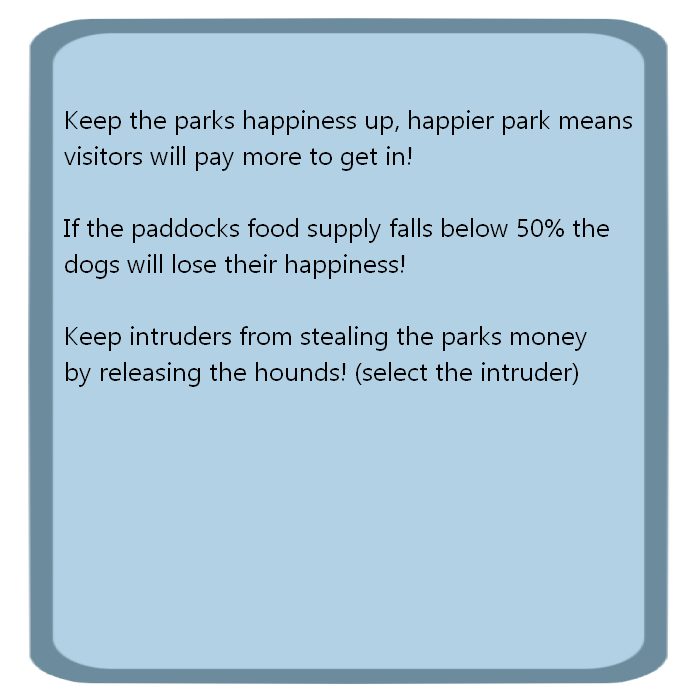 Keep the parks happiness up, happier park means
visitors will pay more to get in!
If the paddocks food supply falls below 50% the
dogs will lose their happiness!
Keep intruders from stealing the parks money
by releasing the hounds! (select the intruder)